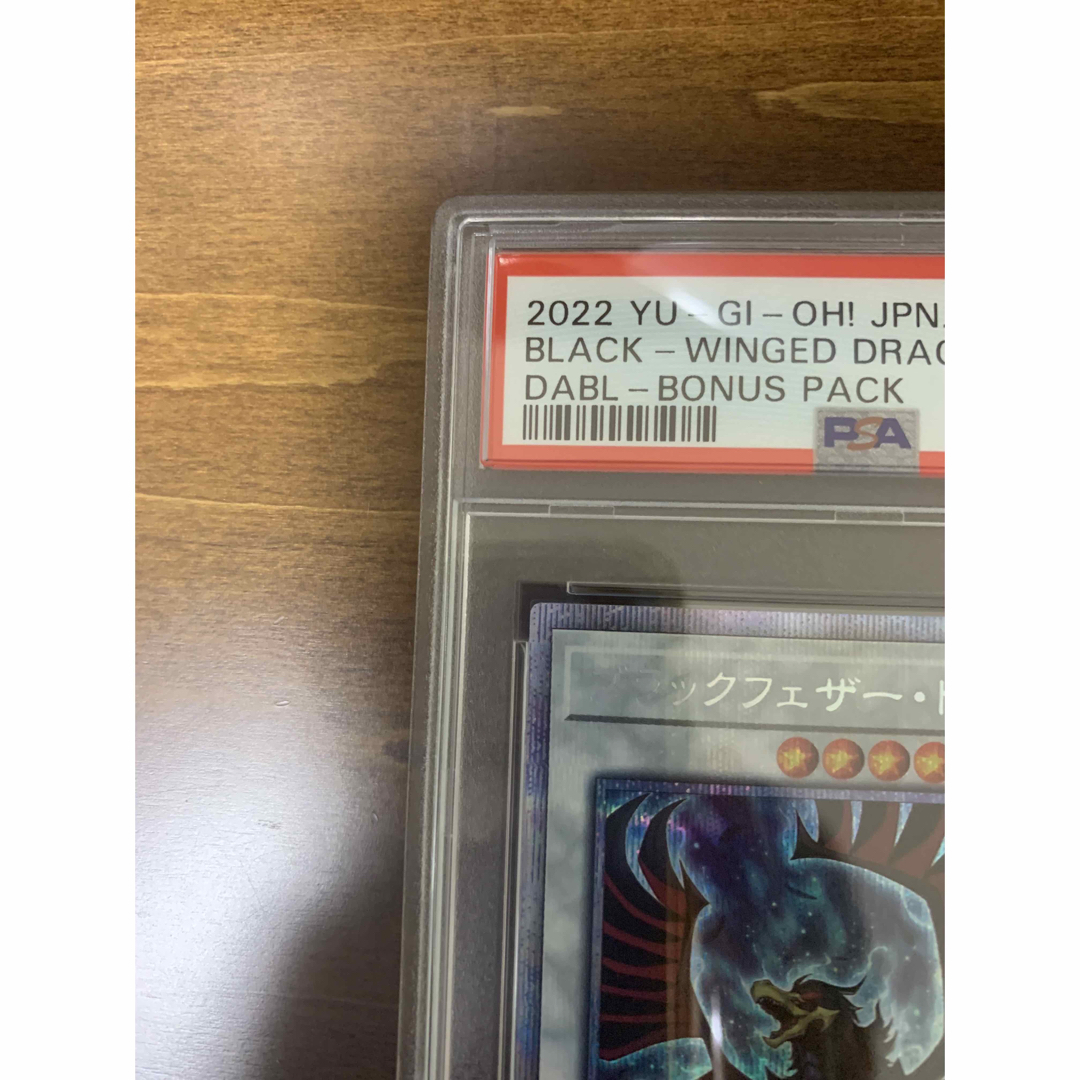 2022 YU-GI-OH! JPN.
BLACK-WINGED DRAG
DABL-BONUS PACK
PSA
ックフェザー・ド